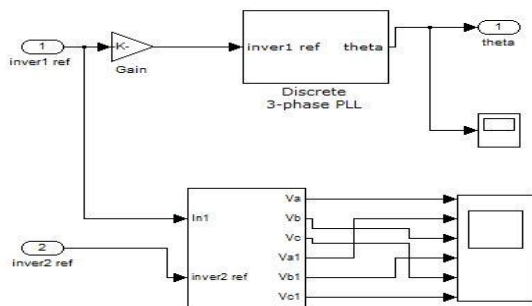 1
inver1 ref
K-
Gain
inver1 ref
theta
Discrete
3-phase PLL
1
theta
In1
inver2 ref
Va
Vb
Vc
Va1
Vb1
Vc1
2
inver2 ref